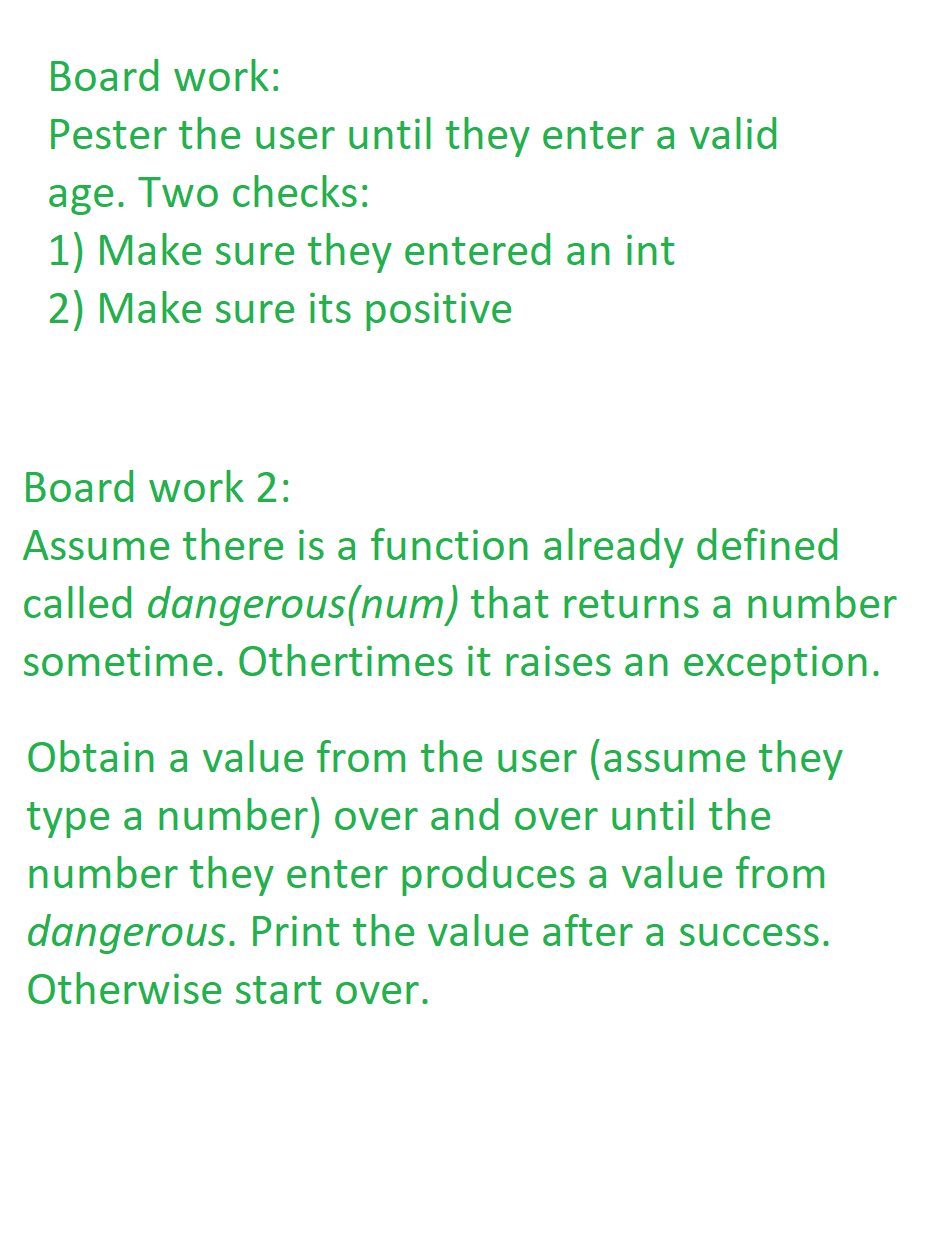 Board work:
Pester the user until they enter a valid
age. Two checks:
1) Make sure they entered an int
2) Make sure its positive
Board work 2:
Assume there is a function already defined
called dangerous(num) that returns a number
sometime. Othertimes it raises an exception.
Obtain a value from the user (assume they
type a number) over and over until the
number they enter produces a value from
dangerous. Print the value after a success.
Otherwise start over.